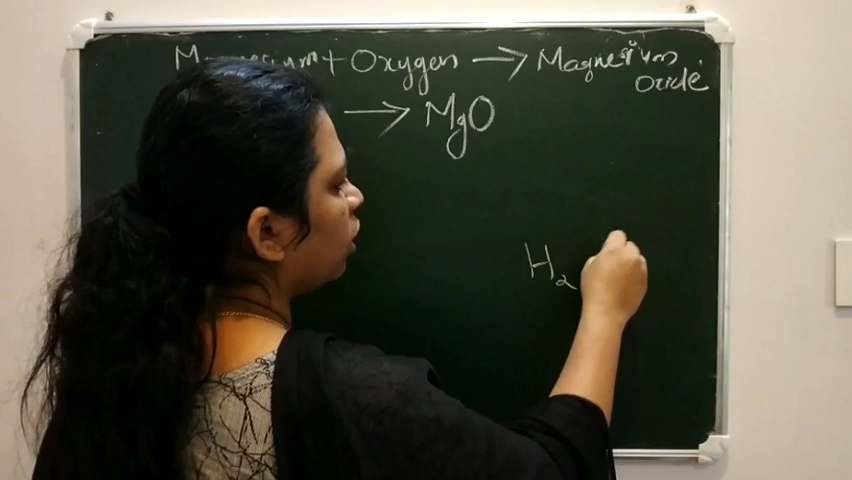 + Oxygen → Magnesium
oxide
→ MgO
H₂